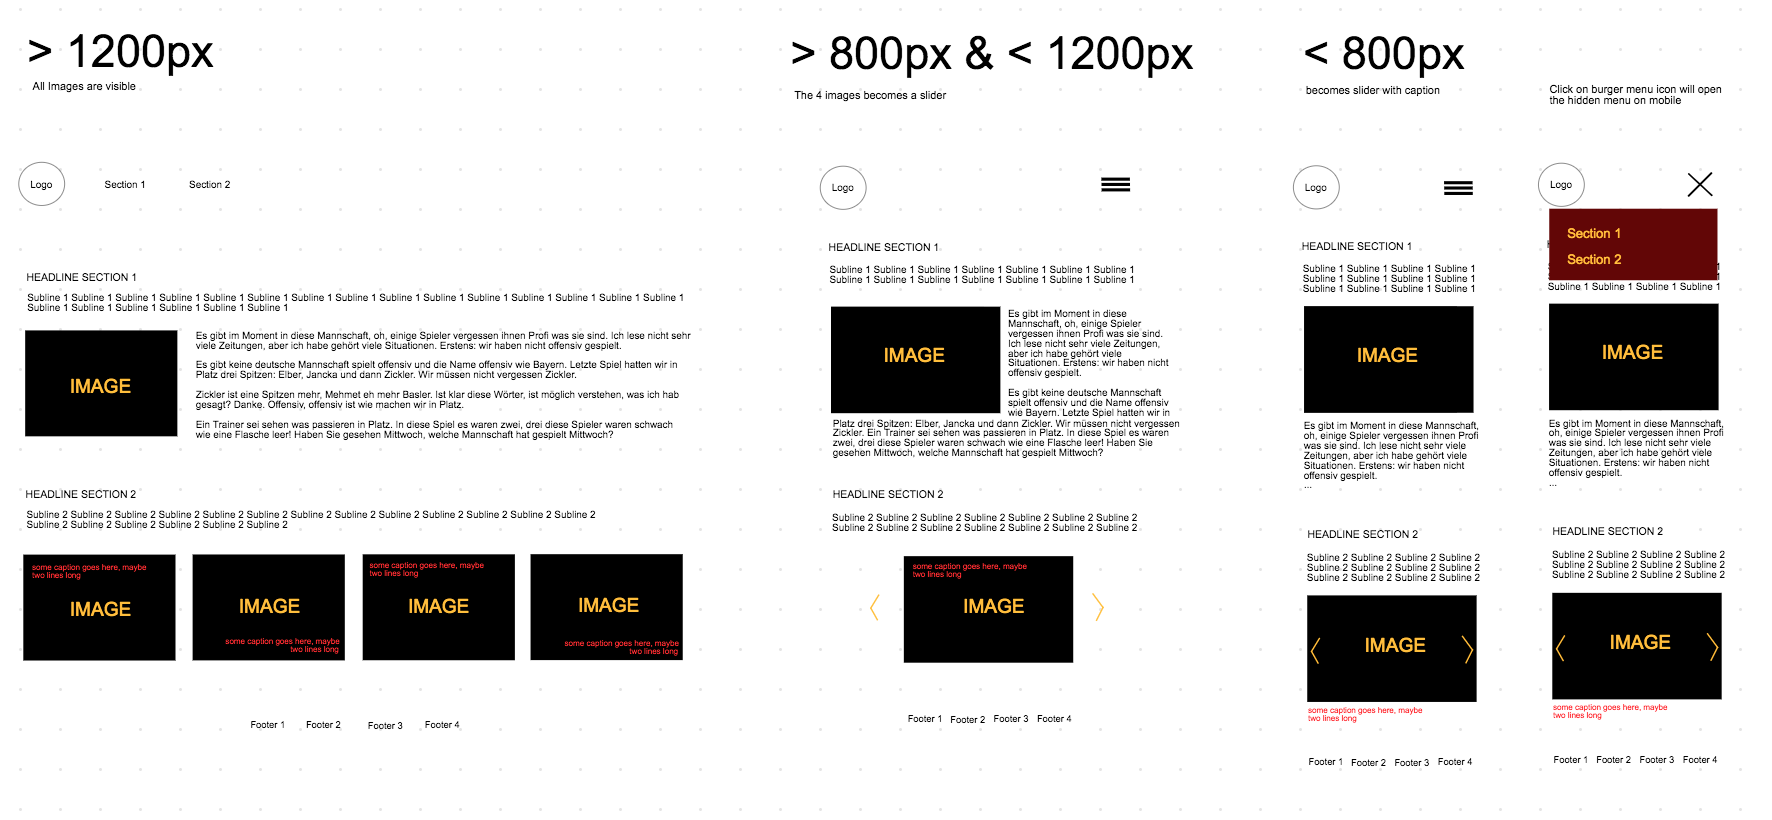 > 1200px
All Images are visible
Logo
Section 1
Section 2
HEADLINE SECTION 1
Subline 1 Subline 1 Subline 1 Subline 1 Subline 1 Subline 1 Subline 1 Subline 1 Subline 1 Subline 1 Subline 1 Subline 1 Subline 1 Subline 1 Subline 1
Subline 1 Subline 1 Subline 1 Subline 1 Subline 1 Subline 1
IMAGE
Es gibt im Moment in diese Mannschaft, oh, einige Spieler vergessen ihnen Profi was sie sind. Ich lese nicht sehr
viele Zeitungen, aber ich habe gehört viele Situationen. Erstens: wir haben nicht offensiv gespielt.
Es gibt keine deutsche Mannschaft spielt offensiv und die Name offensiv wie Bayern. Letzte Spiel hatten wir in
Platz drei Spitzen: Elber, Jancka und dann Zickler. Wir müssen nicht vergessen Zickler.
Zickler ist eine Spitzen mehr, Mehmet eh mehr Basler. Ist klar diese Wörter, ist möglich verstehen, was ich hab
gesagt? Danke. Offensiv, offensiv ist wie machen wir in Platz.
Ein Trainer sei sehen was passieren in Platz. In diese Spiel es waren zwei, drei diese Spieler waren schwach
wie eine Flasche leer! Haben Sie gesehen Mittwoch, welche Mannschaft hat gespielt Mittwoch?
HEADLINE SECTION 2
Subline 2 Subline 2 Subline 2 Subline 2 Subline 2 Subline 2 Subline 2 Subline 2 Subline 2 Subline 2 Subline 2 Subline 2 Subline 2
Subline 2 Subline 2 Subline 2 Subline 2 Subline 2 Subline 2
some caption goes here, maybe
two lines long
IMAGE
IMAGE
some caption goes here, maybe
two lines long
some caption goes here, maybe
two lines long
IMAGE
IMAGE
some caption goes here, maybe
two lines long
Footer 1
Footer 2
Footer 3
Footer 4
> 800px & < 1200px
The 4 images becomes a slider
Logo
HEADLINE SECTION 1
Subline 1 Subline 1 Subline 1 Subline 1 Subline 1 Subline 1 Subline 1
Subline 1 Subline 1 Subline 1 Subline 1 Subline 1 Subline 1 Subline 1
IMAGE
Es gibt im Moment in diese
Mannschaft, oh, einige Spieler
vergessen ihnen Profi was sie sind.
Ich lese nicht sehr viele Zeitungen,
aber ich habe gehört viele
Situationen. Erstens: wir haben nicht
offensiv gespielt.
Es gibt keine deutsche Mannschaft
spielt offensiv und die Name offensiv
wie Bayern. Letzte Spiel hatten wir in
Platz drei Spitzen: Elber, Jancka und dann Zickler. Wir müssen nicht vergessen
Zickler. Ein Trainer sei sehen was passieren in Platz. In diese Spiel es waren
zwei, drei diese Spieler waren schwach wie eine Flasche leer! Haben Sie
gesehen Mittwoch, welche Mannschaft hat gespielt Mittwoch?
HEADLINE SECTION 2
Subline 2 Subline 2 Subline 2 Subline 2 Subline 2 Subline 2 Subline 2
Subline 2 Subline 2 Subline 2 Subline 2 Subline 2 Subline 2 Subline 2
some caption goes here, maybe
two lines long
IMAGE
Footer 1
Footer 2
Footer 3
Footer 4
< 800px
becomes slider with caption
Logo
HEADLINE SECTION 1
Subline 1 Subline 1 Subline 1 Subline 1
Subline 1 Subline 1 Subline 1 Subline 1
Subline 1 Subline 1 Subline 1 Subline 1
IMAGE
Es gibt im Moment in diese Mannschaft,
oh, einige Spieler vergessen ihnen Profi
was sie sind. Ich lese nicht sehr viele
Zeitungen, aber ich habe gehört viele
Situationen. Erstens: wir haben nicht
offensiv gespielt.
...
HEADLINE SECTION 2
Subline 2 Subline 2 Subline 2 Subline 2
Subline 2 Subline 2 Subline 2 Subline 2
Subline 2 Subline 2 Subline 2 Subline 2
IMAGE
some caption goes here, maybe
two lines long
Footer 1
Footer 2
Footer 3
Footer 4
Click on burger menu icon will open
the hidden menu on mobile
Logo
Section 1
Section 2
Subline 1 Subline 1 Subline 1 Subline 1
IMAGE
Es gibt im Moment in diese Mannschaft,
oh, einige Spieler vergessen ihnen Profi
was sie sind. Ich lese nicht sehr viele
Zeitungen, aber ich habe gehört viele
Situationen. Erstens: wir haben nicht
offensiv gespielt.
...
HEADLINE SECTION 2
Subline 2 Subline 2 Subline 2 Subline 2
Subline 2 Subline 2 Subline 2 Subline 2
Subline 2 Subline 2 Subline 2 Subline 2
IMAGE
some caption goes here, maybe
two lines long
Footer 1
Footer 2
Footer 3
Footer 4